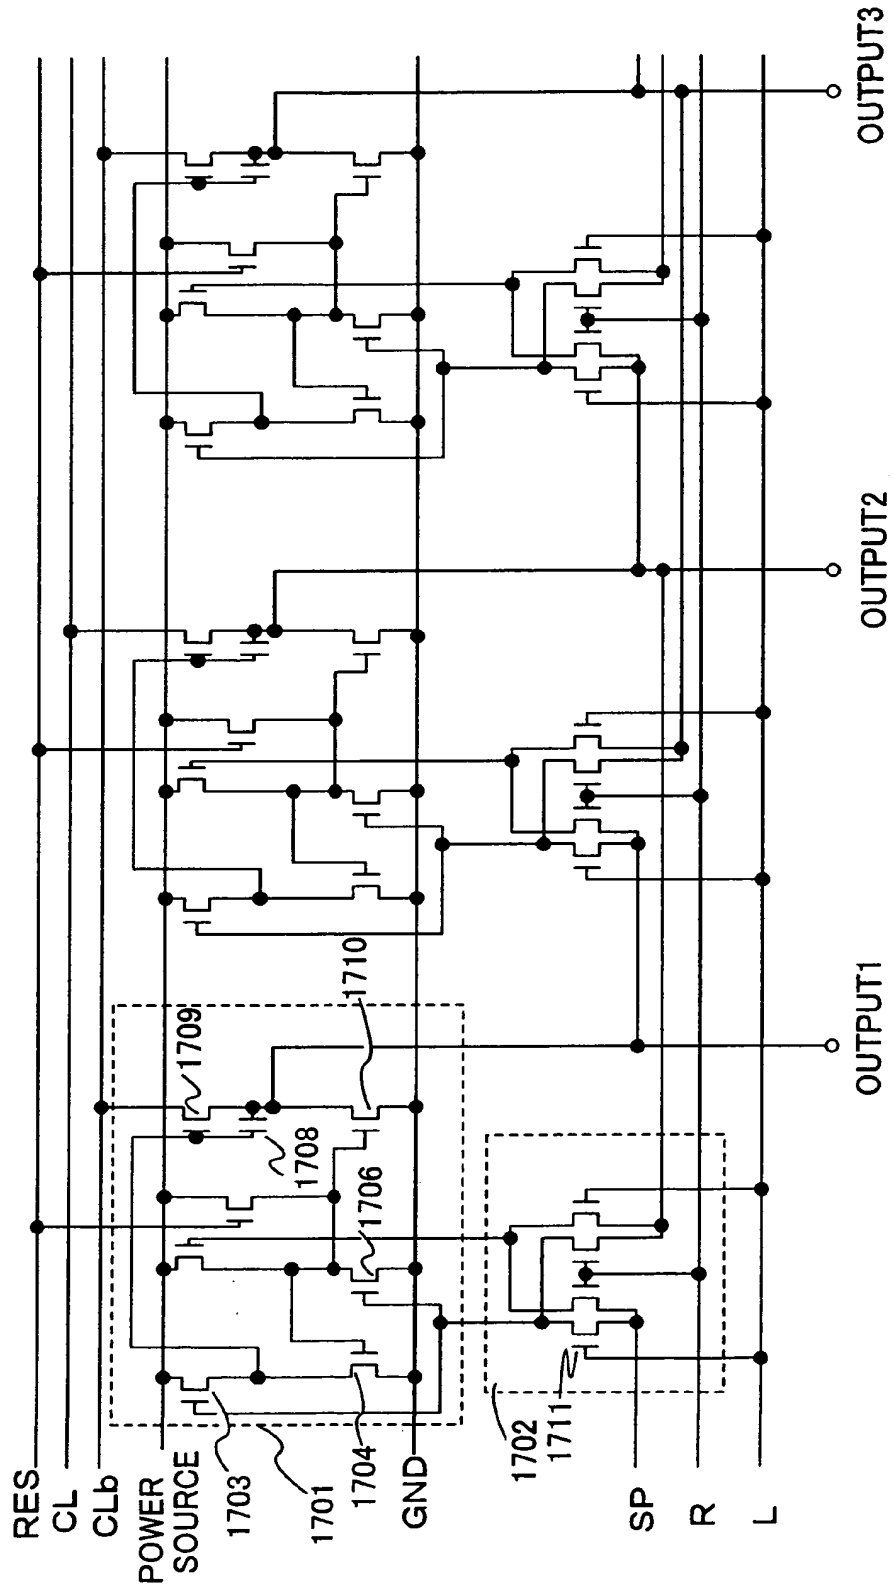 RES
CL
CLb
POWER
SOURCE
1703
1701
1704
GND
1709
1708
1706
1710
1702
1711
SP
R
L
OUTPUT1
OUTPUT2
OUTPUT3